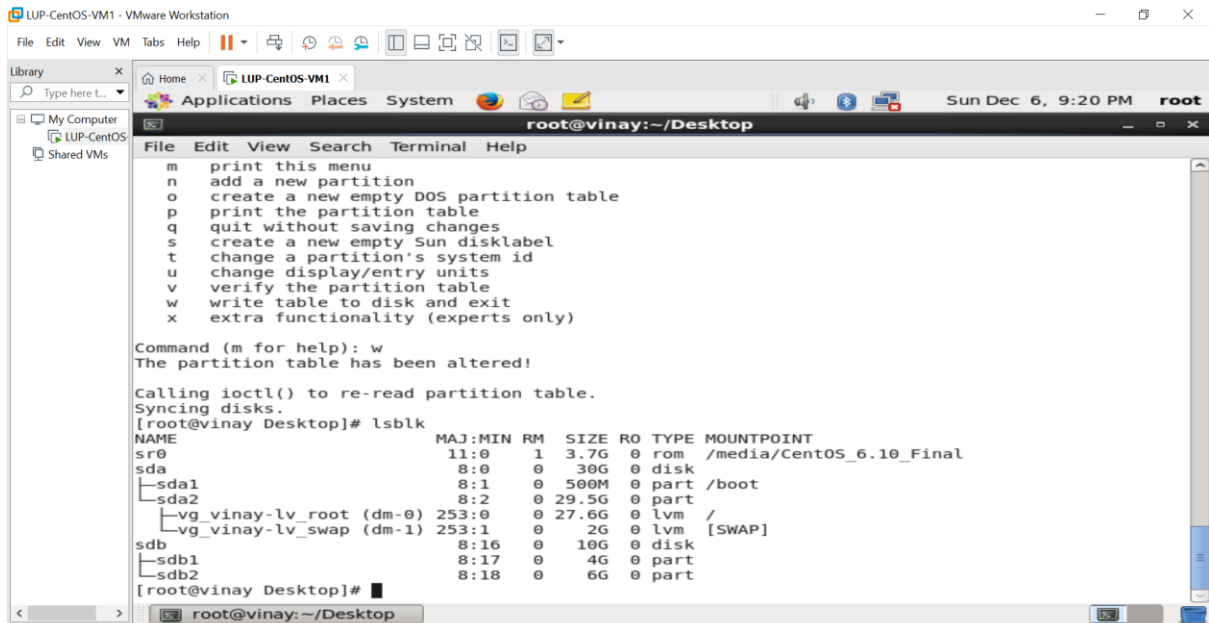 LUP-CentOS-VM1 - VMware Workstation
File Edit View VM Tabs Help
Library
Home LUP-CentOS-VM1
Type here t...
Applications Places System Sun Dec 6, 9:20 PM root
My Computer
root@vinay:~/Desktop
LUP-CentOS-
File Edit View Search Terminal Help
Shared VMs
m   print this menu
n   add a new partition
o   create a new empty DOS partition table
p   print the partition table
q   quit without saving changes
s   create a new empty Sun disklabel
t   change a partition's system id
u   change display/entry units
v   verify the partition table
w   write table to disk and exit
x   extra functionality (experts only)
Command (m for help): w
The partition table has been altered!
Calling ioctl() to re-read partition table.
Syncing disks.
[root@vinay Desktop]# lsblk
NAME                        MAJ:MIN RM  SIZE RO TYPE MOUNTPOINT
sr0                          11:0    1  3.7G  0 rom  /media/CentOS_6.10_Final
sda                           8:0    0   30G  0 disk
├─sda1                        8:1    0  500M  0 part /boot
└─sda2                        8:2    0 29.5G  0 part
  ├─vg_vinay-lv_root (dm-0) 253:0    0 27.6G  0 lvm  /
  └─vg_vinay-lv_swap (dm-1) 253:1    0    2G  0 lvm  [SWAP]
sdb                           8:16   0   10G  0 disk
├─sdb1                        8:17   0    4G  0 part
└─sdb2                        8:18   0    6G  0 part
[root@vinay Desktop]#
root@vinay:~/Desktop